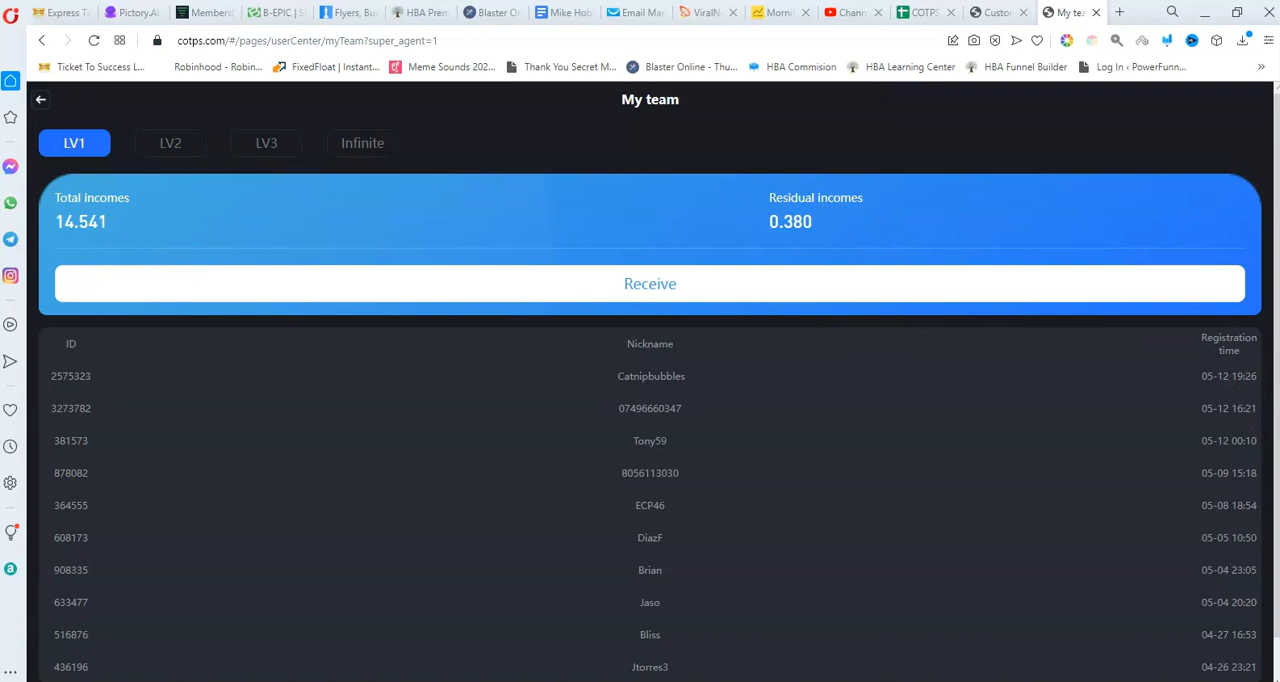 Express Ti
Pictory.AI
Members
B-EPIC | S
Flyers, Bu
HBA Prem
Blaster On
Mike Hob
Email Mar
ViralN
Mornin
Chann
COTPS
Custo
My tea
cotps.com/#/pages/userCenter/myTeam?super_agent=1
Ticket To Success L...
Robinhood - Robin...
FixedFloat | Instant...
Meme Sounds 202...
Thank You Secret M...
Blaster Online - Thu...
HBA Commision
HBA Learning Center
HBA Funnel Builder
Log In ‹ PowerFunn...
»
My team
LV1
LV2
LV3
Infinite
Total incomes
Residual incomes
14.541
0.380
Receive
ID
Nickname
Registration
time
2575323
Catnipbubbles
05-12 19:26
3273782
07496660347
05-12 16:21
381573
Tony59
05-12 00:10
878082
8056113030
05-09 15:18
364555
ECP46
05-08 18:54
608173
DiazF
05-05 10:50
908335
Brian
05-04 23:05
633477
Jaso
05-04 20:20
516876
Bliss
04-27 16:53
436196
Jtorres3
04-26 23:21